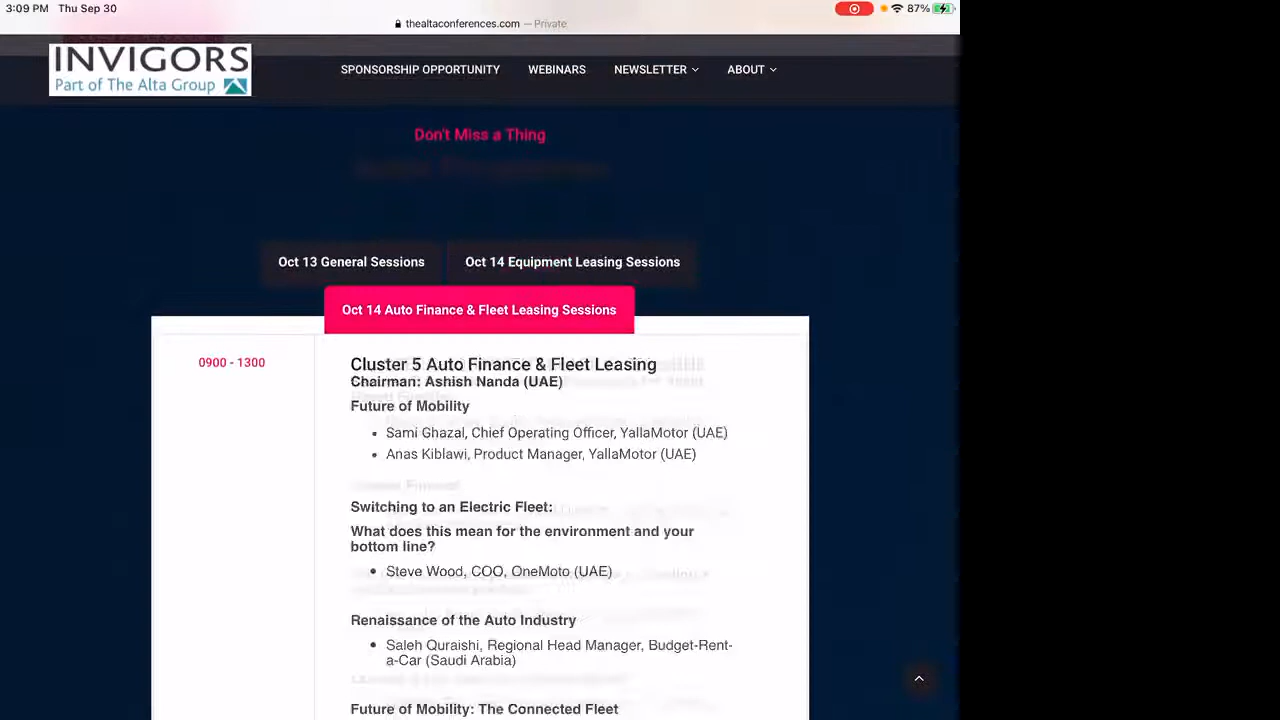 3:09 PM Thu Sep 30
87%
thealtaconferences.com — Private
INVIGORS
Part of The Alta Group
SPONSORSHIP OPPORTUNITY WEBINARS NEWSLETTER ABOUT
Don't Miss a Thing
Oct 13 General Sessions Oct 14 Equipment Leasing Sessions
Oct 14 Auto Finance & Fleet Leasing Sessions
0900 - 1300
Cluster 5 Auto Finance & Fleet Leasing
Chairman: Ashish Nanda (UAE)
Future of Mobility
• Sami Ghazal, Chief Operating Officer, YallaMotor (UAE)
• Anas Kiblawi, Product Manager, YallaMotor (UAE)
Switching to an Electric Fleet:
What does this mean for the environment and your
bottom line?
• Steve Wood, COO, OneMoto (UAE)
Renaissance of the Auto Industry
• Saleh Quraishi, Regional Head Manager, Budget-Rent-
a-Car (Saudi Arabia)
Future of Mobility: The Connected Fleet